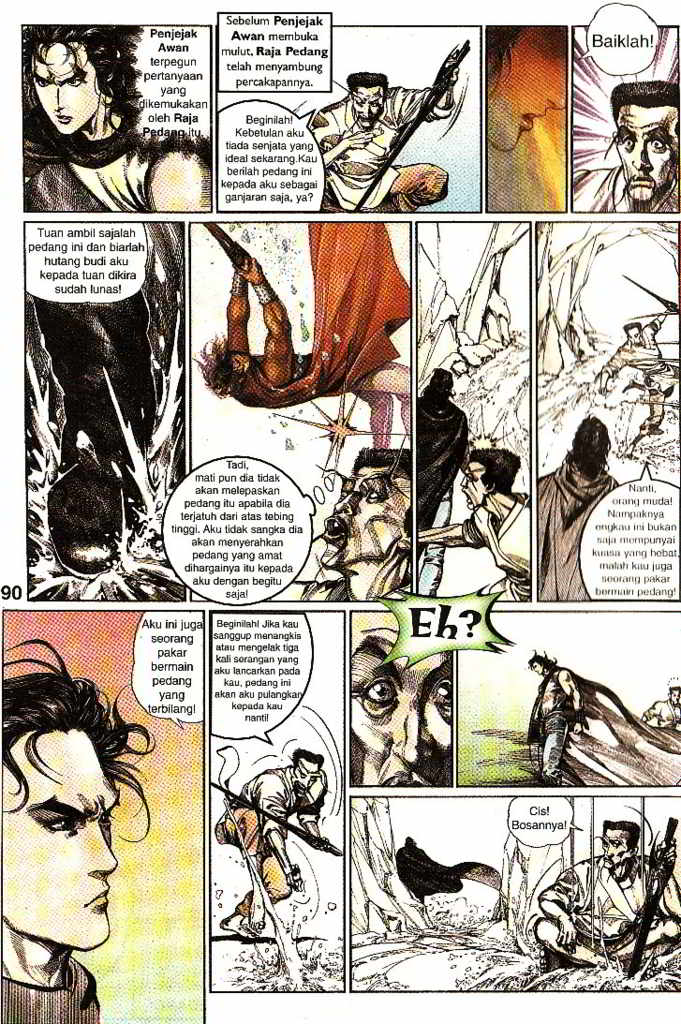 Penjejak
Awan
terpegun
pertanyaan
yang
dikemukakan
oleh Raja
Pedang itu.
Sebelum Penjejak
Awan membuka
mulut, Raja Pedang
telah menyambung
percakapannya.
Beginilah!
Kebetulan aku
tiada senjata yang
ideal sekarang.Kau
berilah pedang ini
kepada aku sebagai
ganjaran saja, ya?
Baiklah!
Tuan ambil sajalah
pedang ini dan biarlah
hutang budi aku
kepada tuan dikira
sudah lunas!
Tadi,
mati pun dia tidak
akan melepaskan
pedang itu apabila dia
terjatuh dari atas tebing
tinggi. Aku tidak sangka dia
akan menyerahkan
pedang yang amat
dihargainya itu kepada
aku dengan begitu
saja!
Nanti,
orang muda!
Nampaknya
engkau ini bukan
saja mempunyai
kuasa yang hebat,
malah kau juga
seorang pakar
bermain pedang!
90
Aku ini juga
seorang
pakar
bermain
pedang
yang
terbilang!
Beginilah! Jika kau
sanggup menangkis
atau mengelak tiga
kali serangan yang
aku lancarkan pada
kau, pedang ini
akan aku pulangkan
kepada kau
nanti!
Eh?
Cis!
Bosannya!